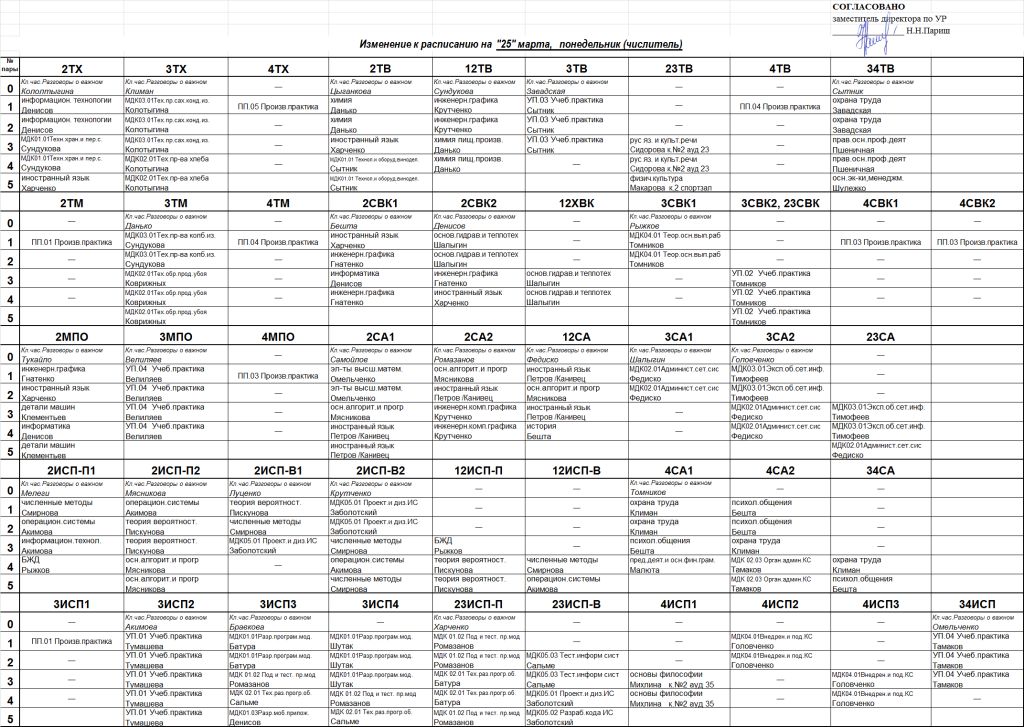 СОГЛАСОВАНО
заместитель директора по УР
Н.Н.Париш
Изменение к расписанию на "25" марта, понедельник (числитель)
№ пары 2ТХ 3ТХ 4ТХ 2ТВ 12ТВ 3ТВ 23ТВ 4ТВ 34ТВ
0 Кл.час.Разговоры о важном Кл.час.Разговоры о важном — Кл.час.Разговоры о важном Кл.час.Разговоры о важном Кл.час.Разговоры о важном — — Кл.час.Разговоры о важном
Колоптыгина Климан Цыганкова Сундукова Завадская Сытник
1 информацион. технологии МДК03.01Тех.пр.сах.конд.из. ПП.05 Произв.практика химия инженерн.графика УП.03 Учеб.практика — ПП.04 Произв.практика охрана труда
Денисов Колотыгина Данько Крутченко Сытник Завадская
2 информацион. технологии МДК03.01Тех.пр.сах.конд.из. — химия инженерн.графика УП.03 Учеб.практика — — охрана труда
Денисов Колотыгина Данько Крутченко Сытник Завадская
3 МДК01.01Техн.хран.и пер.с. МДК03.01Тех.пр.сах.конд.из. — иностранный язык химия пищ.произв. УП.03 Учеб.практика рус яз. и культ.речи — прав.осн.проф.деят
Сундукова Колотыгина Харченко Данько Сытник Сидорова к.№2 ауд 23 Пшеничная
4 МДК01.01Техн.хран.и пер.с. МДК02.01Тех.пр-ва хлеба — МДК01.01 Технол.и оборуд.винодел. химия пищ.произв. — рус яз. и культ.речи — прав.осн.проф.деят
Сундукова Колотыгина Сытник Данько Сидорова к.№2 ауд 23 Пшеничная
5 иностранный язык МДК02.01Тех.пр-ва хлеба МДК01.01 Технол.и оборуд.винодел. физич.культура осн.эк-ки,менеджм.
Харченко Колотыгина Сытник Макарова к.2 спортзал Шулежко
2ТМ 3ТМ 4ТМ 2СВК1 2СВК2 12ХВК 3СВК1 3СВК2, 23СВК 4СВК1 4СВК2
0 — Кл.час.Разговоры о важном — Кл.час.Разговоры о важном Кл.час.Разговоры о важном — Кл.час.Разговоры о важном — — —
Данько Бешта Денисов Рыжков
1 ПП.01 Произв.практика МДК03.01Тех.пр-ва колб.из. ПП.04 Произв.практика иностранный язык осн.гидрав.и теплотех — МДК04.01 Теор.осн.вып.раб — ПП.03 Произв.практика ПП.03 Произв.практика
Сундукова Харченко Шалыгин Томников
2 — МДК03.01Тех.пр-ва колб.из. — инженерн.графика осн.гидрав.и теплотех — МДК04.01 Теор.осн.вып.раб — — —
Сундукова Гнатенко Шалыгин Томников
3 — МДК02.01Тех.обр.прод.убоя — информатика инженерн.графика основ.гидрав.и теплотех — УП.02 Учеб.практика — —
Коврижных Денисов Гнатенко Шалыгин Томников
4 — МДК02.01Тех.обр.прод.убоя — инженерн.графика иностранный язык основ.гидрав.и теплотех — УП.02 Учеб.практика — —
Коврижных Гнатенко Харченко Шалыгин Томников
5 МДК02.01Тех.обр.прод.убоя УП.02 Учеб.практика
Коврижных Томников
2МПО 3МПО 4МПО 2СА1 2СА2 12СА 3СА1 3СА2 23СА
0 Кл.час.Разговоры о важном Кл.час.Разговоры о важном — Кл.час.Разговоры о важном Кл.час.Разговоры о важном Кл.час.Разговоры о важном Кл.час.Разговоры о важном Кл.час.Разговоры о важном —
Тухайло Велиляев Самойлов Ромазанов Федиско Шалыгин Головченко
1 инженерн.графика УП.04 Учеб.практика ПП.03 Произв.практика эл-ты высш.матем. осн.алгорит.и прогр иностранный язык МДК02.01Админист.сет.сис МДК03.01Эксп.об.сет.инф. —
Гнатенко Велиляев Омельченко Мясникова Петров /Канивец Федиско Тимофеев
2 иностранный язык УП.04 Учеб.практика — эл-ты высш.матем. иностранный язык осн.алгорит.и прогр МДК02.01Админист.сет.сис МДК03.01Эксп.об.сет.инф. —
Харченко Велиляев Омельченко Петров /Канивец Мясникова Федиско Тимофеев
3 детали машин УП.04 Учеб.практика — осн.алгорит.и прогр инженерн.комп.графика иностранный язык — МДК02.01Админист.сет.сис МДК03.01Эксп.об.сет.инф.
Клементьев Велиляев Мясникова Крутченко Петров /Канивец Федиско Тимофеев
4 информатика УП.04 Учеб.практика — иностранный язык инженерн.комп.графика история — МДК02.01Админист.сет.сис МДК03.01Эксп.об.сет.инф.
Денисов Велиляев Петров /Канивец Крутченко Бешта Федиско Тимофеев
5 детали машин иностранный язык МДК02.01Админист.сет.сис
Клементьев Петров /Канивец Федиско
2ИСП-П1 2ИСП-П2 2ИСП-В1 2ИСП-В2 12ИСП-П 12ИСП-В 4СА1 4СА2 34СА
0 Кл.час.Разговоры о важном Кл.час.Разговоры о важном Кл.час.Разговоры о важном Кл.час.Разговоры о важном — — Кл.час.Разговоры о важном — —
Мелеги Мясникова Луценко Крутченко Томников
1 численные методы операцион.системы теория вероятност. МДК05.01 Проект.и диз.ИС — — охрана труда психол.общения —
Смирнова Акимова Пискунова Заболотский Климан Бешта
2 операцион.системы теория вероятност. численные методы МДК05.01 Проект.и диз.ИС — — охрана труда психол.общения —
Акимова Пискунова Смирнова Заболотский Климан Бешта
3 информацион.технол. теория вероятност. МДК05.01 Проект.и диз.ИС численные методы БЖД — психол.общения охрана труда —
Акимова Пискунова Заболотский Смирнова Рыжков Бешта Климан
4 БЖД осн.алгорит.и прогр — операцион.системы теория вероятност. численные методы пред.деят.и осн.фин.грам. МДК 02.03 Орган.админ.КС охрана труда
Рыжков Мясникова Акимова Пискунова Смирнова Малюта Тамаков Климан
5 осн.алгорит.и прогр численные методы теория вероятност. операцион.системы МДК 02.03 Орган.админ.КС психол.общения
Мясникова Смирнова Пискунова Акимова Тамаков Бешта
3ИСП1 3ИСП2 3ИСП3 3ИСП4 23ИСП-П 23ИСП-В 4ИСП1 4ИСП2 4ИСП3 34ИСП
0 — Кл.час.Разговоры о важном Кл.час.Разговоры о важном — Кл.час.Разговоры о важном — — — — Кл.час.Разговоры о важном
Акимова Бравкова Харченко Омельченко
1 ПП.01 Произв.практика УП.01 Учеб.практика МДК01.01Разр.програм.мод. МДК01.01Разр.програм.мод. МДК 01.02 Под и тест. пр.мод — — МДК04.01Внедрен.и под.КС — УП.04 Учеб.практика
Тумашева Батура Шутак Ромазанов Головченко Тамаков
2 — УП.01 Учеб.практика МДК01.01Разр.програм.мод. МДК01.01Разр.програм.мод. МДК 01.02 Под и тест. пр.мод МДК05.03 Тест.информ сист — МДК04.01Внедрен.и под.КС — УП.04 Учеб.практика
Тумашева Батура Шутак Ромазанов Сальме Головченко Тамаков
3 — УП.01 Учеб.практика МДК 01.02 Под и тест. пр.мод МДК01.01Разр.програм.мод. МДК 02.01 Тех.раз.прогр об. МДК05.03 Тест.информ сист основы философии — МДК04.01Внедрен.и под.КС УП.04 Учеб.практика
Тумашева Ромазанов Шутак Батура Сальме Михлина к.№2 ауд 35 Головченко Тамаков
4 — УП.01 Учеб.практика МДК 02.01 Тех.раз.прогр об. МДК 01.02 Под и тест. пр.мод МДК 02.01 Тех.раз.прогр об. МДК05.01 Проект.и диз.ИС основы философии — МДК04.01Внедрен.и под.КС —
Тумашева Сальме Ромазанов Батура Заболотский Михлина к.№2 ауд 35 Головченко
5 УП.01 Учеб.практика МДК01.03Разр.моб.прилож. МДК 02.01 Тех.раз.прогр об. МДК 01.02 Под и тест. пр.мод МДК05.02 Разраб.кода ИС
Тумашева Денисов Сальме Ромазанов Заболотский